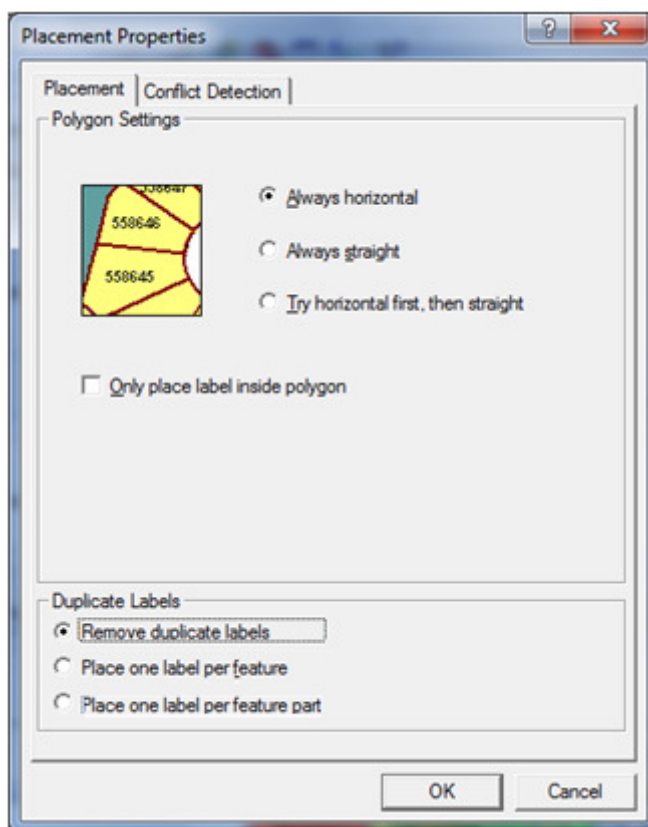 Placement Properties
Placement
Conflict Detection
Polygon Settings
558647
558646
558645
Always horizontal
Always straight
Try horizontal first, then straight
Only place label inside polygon
Duplicate Labels
Remove duplicate labels
Place one label per feature
Place one label per feature part
OK
Cancel